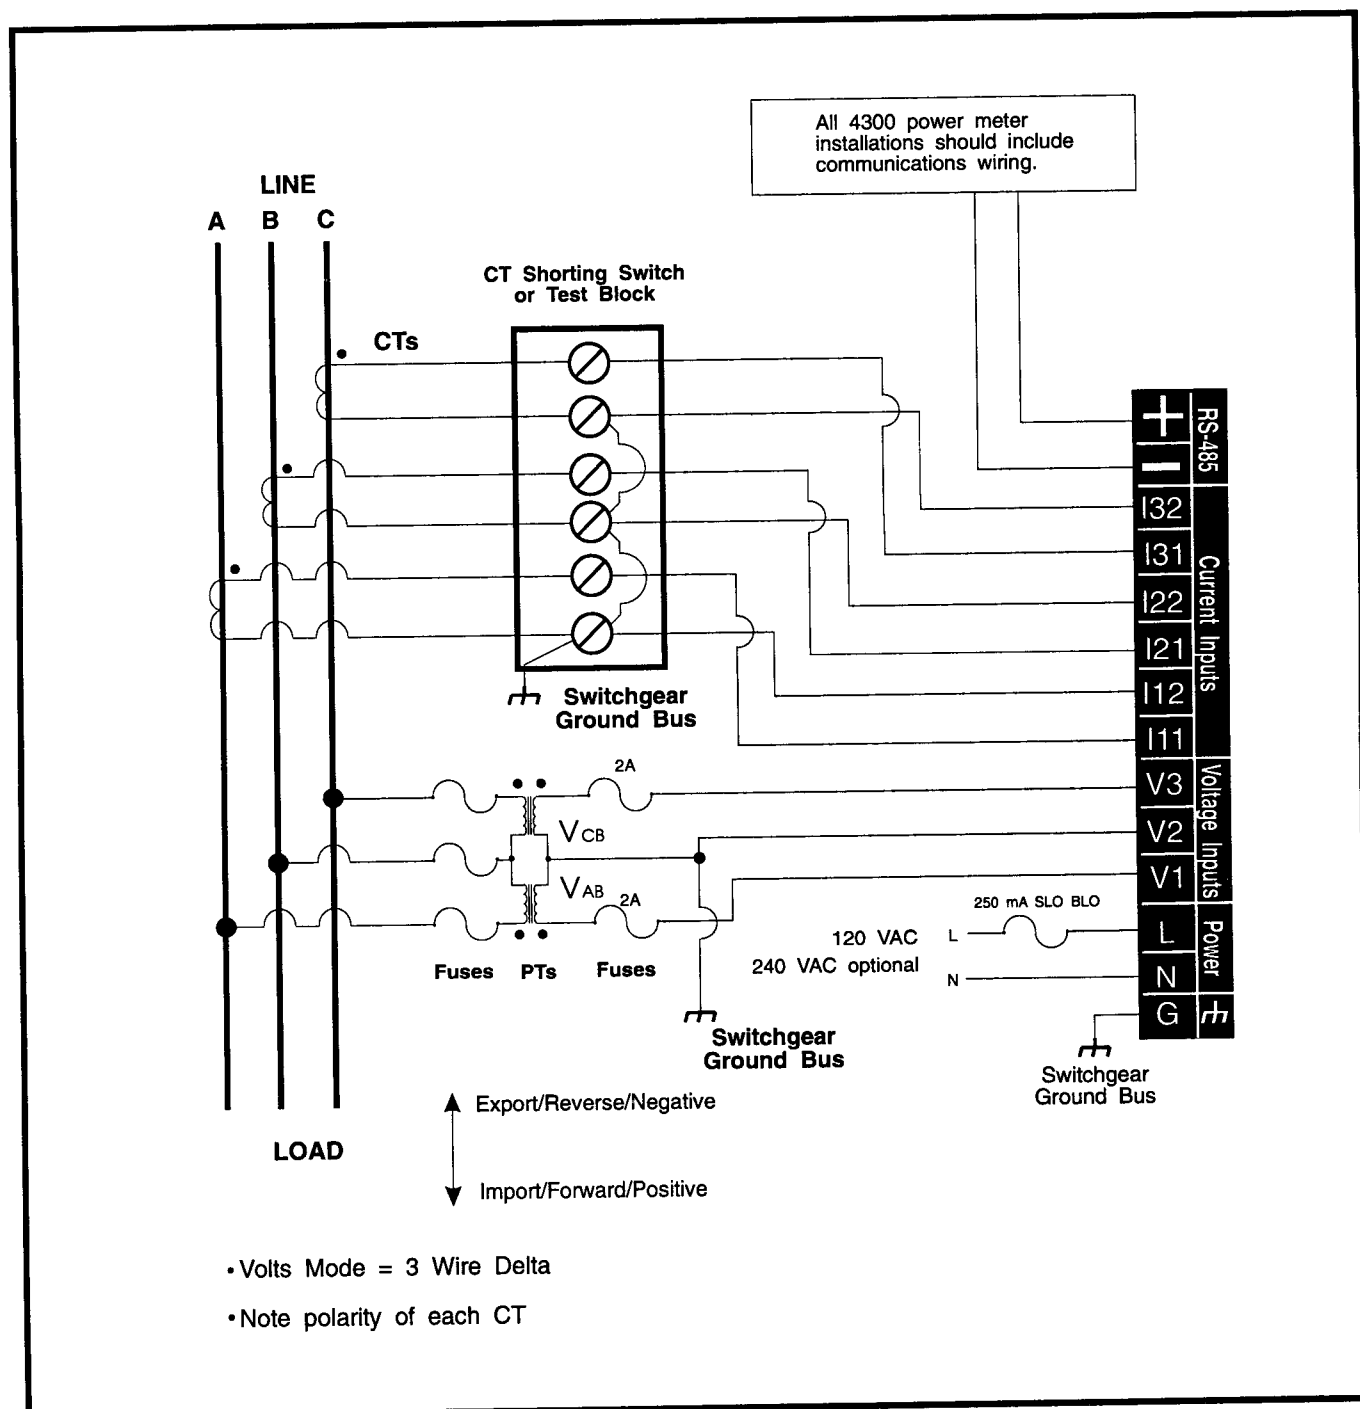 All 4300 power meter
installations should include
communications wiring.
LINE
A B C
CT Shorting Switch
or Test Block
CTs
RS-485
I32
I31
I22
I21
I12
I11
Current Inputs
Switchgear
Ground Bus
2A
V3
V2
V1
Voltage Inputs
VCB
VAB
2A
250 mA SLO BLO
120 VAC L
240 VAC optional N
L
N
Power
G
Fuses PTs Fuses
Switchgear
Ground Bus
Switchgear
Ground Bus
Export/Reverse/Negative
LOAD
Import/Forward/Positive
•Volts Mode = 3 Wire Delta
•Note polarity of each CT